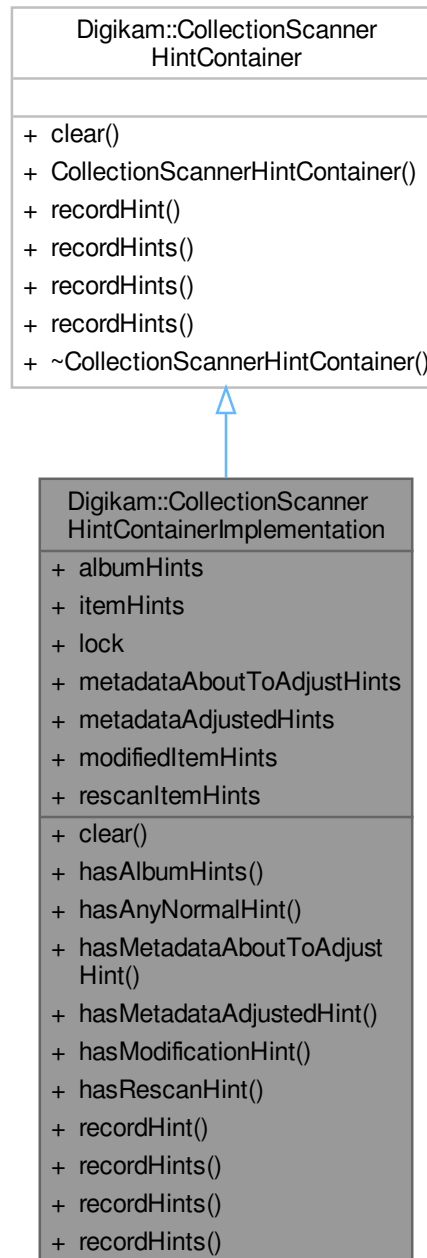 Digikam::CollectionScanner
HintContainer
+ clear()
+ CollectionScannerHintContainer()
+ recordHint()
+ recordHints()
+ recordHints()
+ recordHints()
+ ~CollectionScannerHintContainer()
Digikam::CollectionScanner
HintContainerImplementation
+ albumHints
+ itemHints
+ lock
+ metadataAboutToAdjustHints
+ metadataAdjustedHints
+ modifiedItemHints
+ rescanItemHints
+ clear()
+ hasAlbumHints()
+ hasAnyNormalHint()
+ hasMetadataAboutToAdjust
Hint()
+ hasMetadataAdjustedHint()
+ hasModificationHint()
+ hasRescanHint()
+ recordHint()
+ recordHints()
+ recordHints()
+ recordHints()